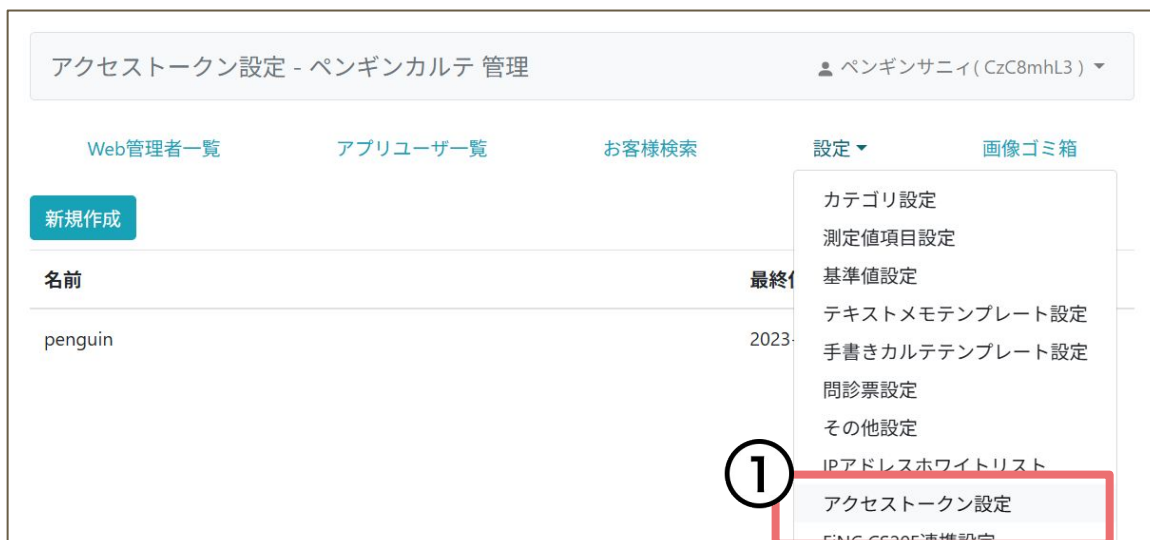 アクセストークン設定 - ペンギンカルテ 管理
ペンギンサニィ( CzC8mhL3 )
Web管理者一覧 アプリユーザ一覧 お客様検索 設定 画像ゴミ箱
新規作成
カテゴリ設定
測定値項目設定
名前 最終
基準値設定
テキストメモテンプレート設定
penguin 2023-
手書きカルテテンプレート設定
問診票設定
その他設定
IPアドレスホワイトリスト
①
アクセストークン設定